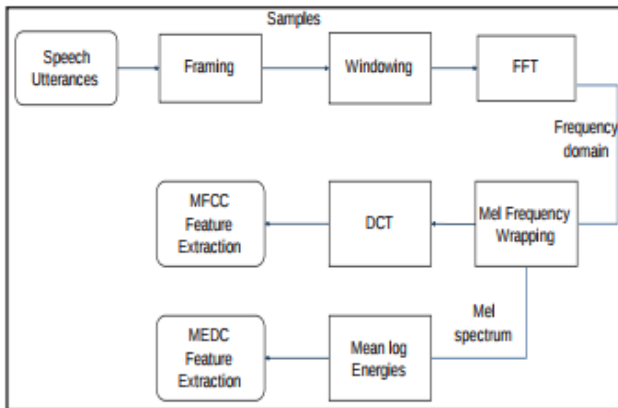 Samples
Speech
Utterances
Framing
Windowing
FFT
Frequency
domain
MFCC
Feature
Extraction
DCT
Mel Frequency
Wrapping
Mel
spectrum
MEDC
Feature
Extraction
Mean log
Energies